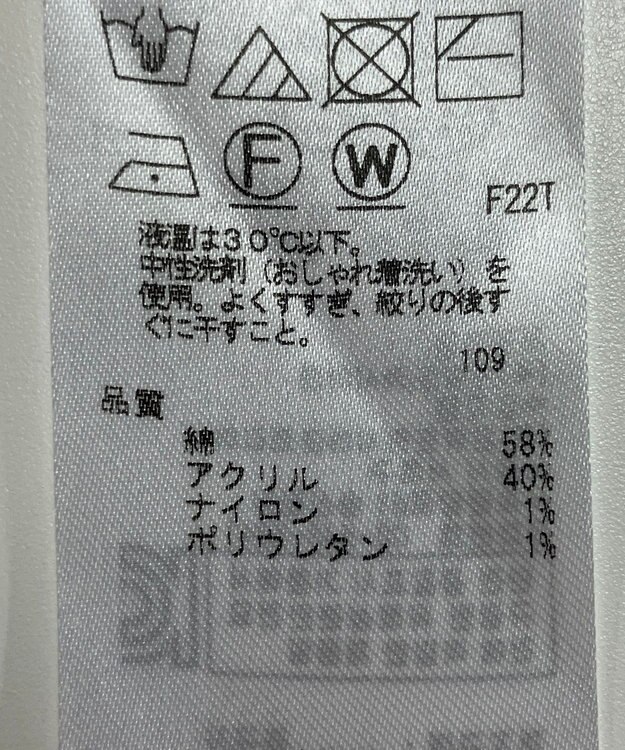 F
W
F22T
液温は30℃以下。
中性洗剤（おしゃれ着洗い）を
使用。よくすすぎ、絞りの後す
ぐに干すこと。
109
品質
綿 58%
アクリル 40%
ナイロン 1%
ポリウレタン 1%